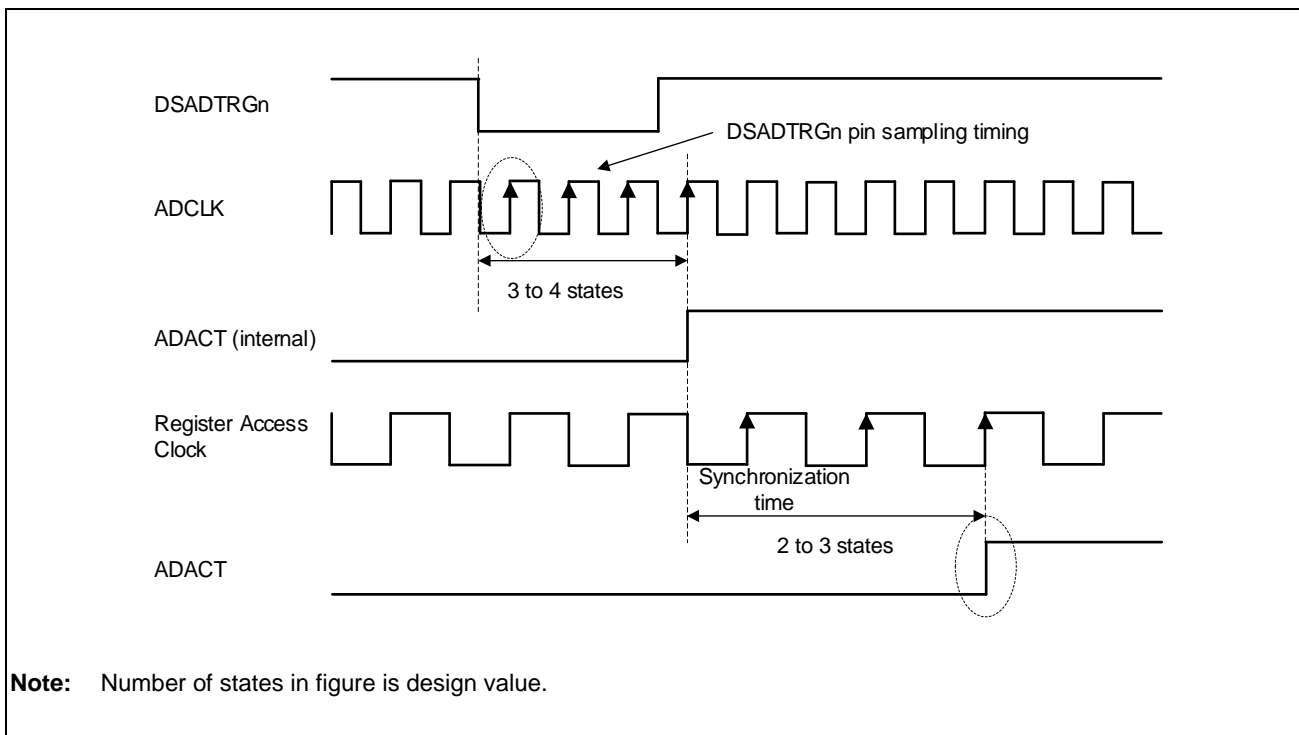 DSADTRGn
DSADTRGn pin sampling timing
ADCLK
3 to 4 states
ADACT (internal)
Register Access
Clock
Synchronization
time
2 to 3 states
ADACT
Note: Number of states in figure is design value.